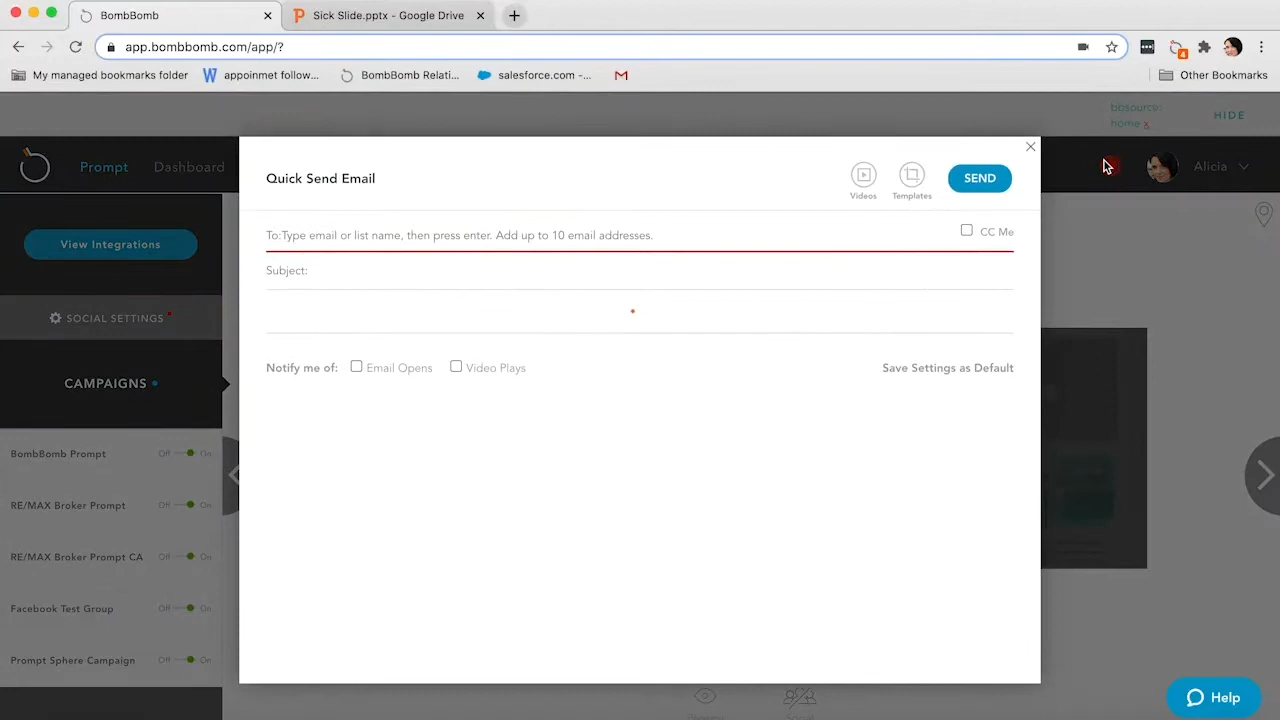 BombBomb
Sick Slide.pptx - Google Drive
app.bombbomb.com/app/?
My managed bookmarks folder
appoinmet follow...
BombBomb Relati...
salesforce.com -...
Other Bookmarks
bbsource:
home x
HIDE
Prompt
Dashboard
Alicia
Quick Send Email
Videos
Templates
SEND
View Integrations
To:Type email or list name, then press enter. Add up to 10 email addresses.
CC Me
Subject:
SOCIAL SETTINGS
Notify me of:
Email Opens
Video Plays
Save Settings as Default
CAMPAIGNS
BombBomb Prompt
Off
On
RE/MAX Broker Prompt
Off
On
RE/MAX Broker Prompt CA
Off
On
Facebook Test Group
Off
On
Prompt Sphere Campaign
Off
On
Social
Help
4